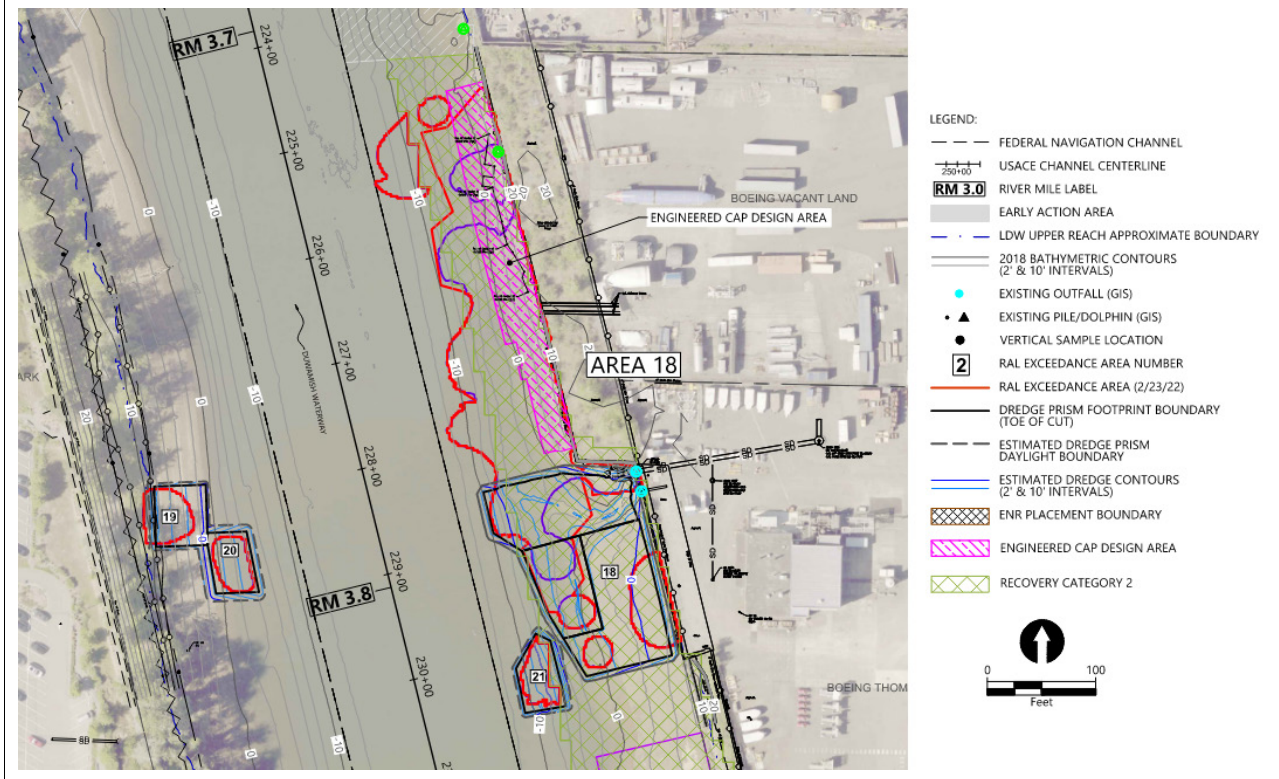 RM 3.7
224+00
225+00
226+00
227+00
228+00
229+00
230+00
RM 3.8
DUWAMISH WATERWAY
BOEING VACANT LAND
ENGINEERED CAP DESIGN AREA
AREA 18
ARK
BOEING THOM
19
20
18
21
-10
0
10
20
SD
LEGEND:
FEDERAL NAVIGATION CHANNEL
250+00
USACE CHANNEL CENTERLINE
RM 3.0
RIVER MILE LABEL
EARLY ACTION AREA
LDW UPPER REACH APPROXIMATE BOUNDARY
2018 BATHYMETRIC CONTOURS
(2' & 10' INTERVALS)
EXISTING OUTFALL (GIS)
EXISTING PILE/DOLPHIN (GIS)
VERTICAL SAMPLE LOCATION
2
RAL EXCEEDANCE AREA NUMBER
RAL EXCEEDANCE AREA (2/23/22)
DREDGE PRISM FOOTPRINT BOUNDARY
(TOE OF CUT)
ESTIMATED DREDGE PRISM
DAYLIGHT BOUNDARY
ESTIMATED DREDGE CONTOURS
(2' & 10' INTERVALS)
ENR PLACEMENT BOUNDARY
ENGINEERED CAP DESIGN AREA
RECOVERY CATEGORY 2
0 100
Feet